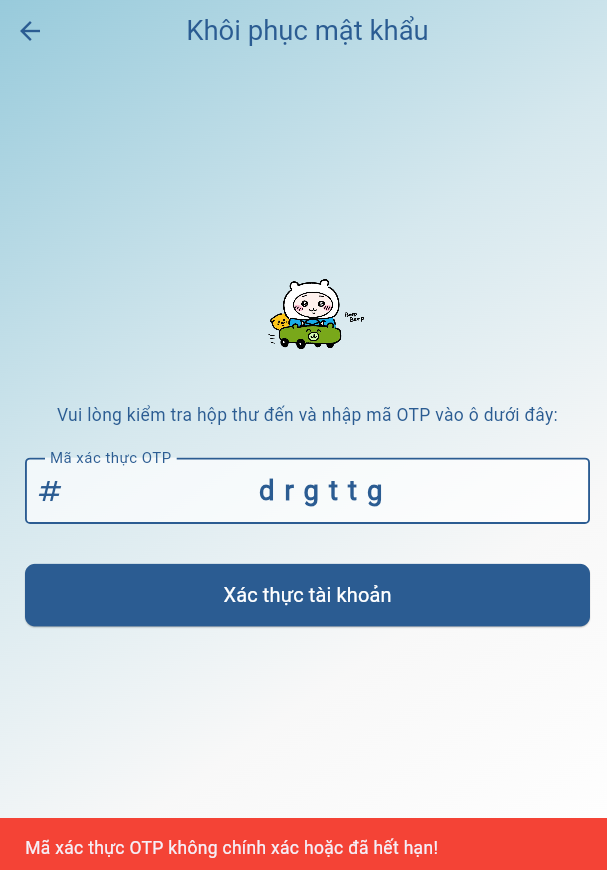 Khôi phục mật khẩu
Vui lòng kiểm tra hộp thư đến và nhập mã OTP vào ô dưới đây:
Mã xác thực OTP
# drgttg
Xác thực tài khoản
Mã xác thực OTP không chính xác hoặc đã hết hạn!